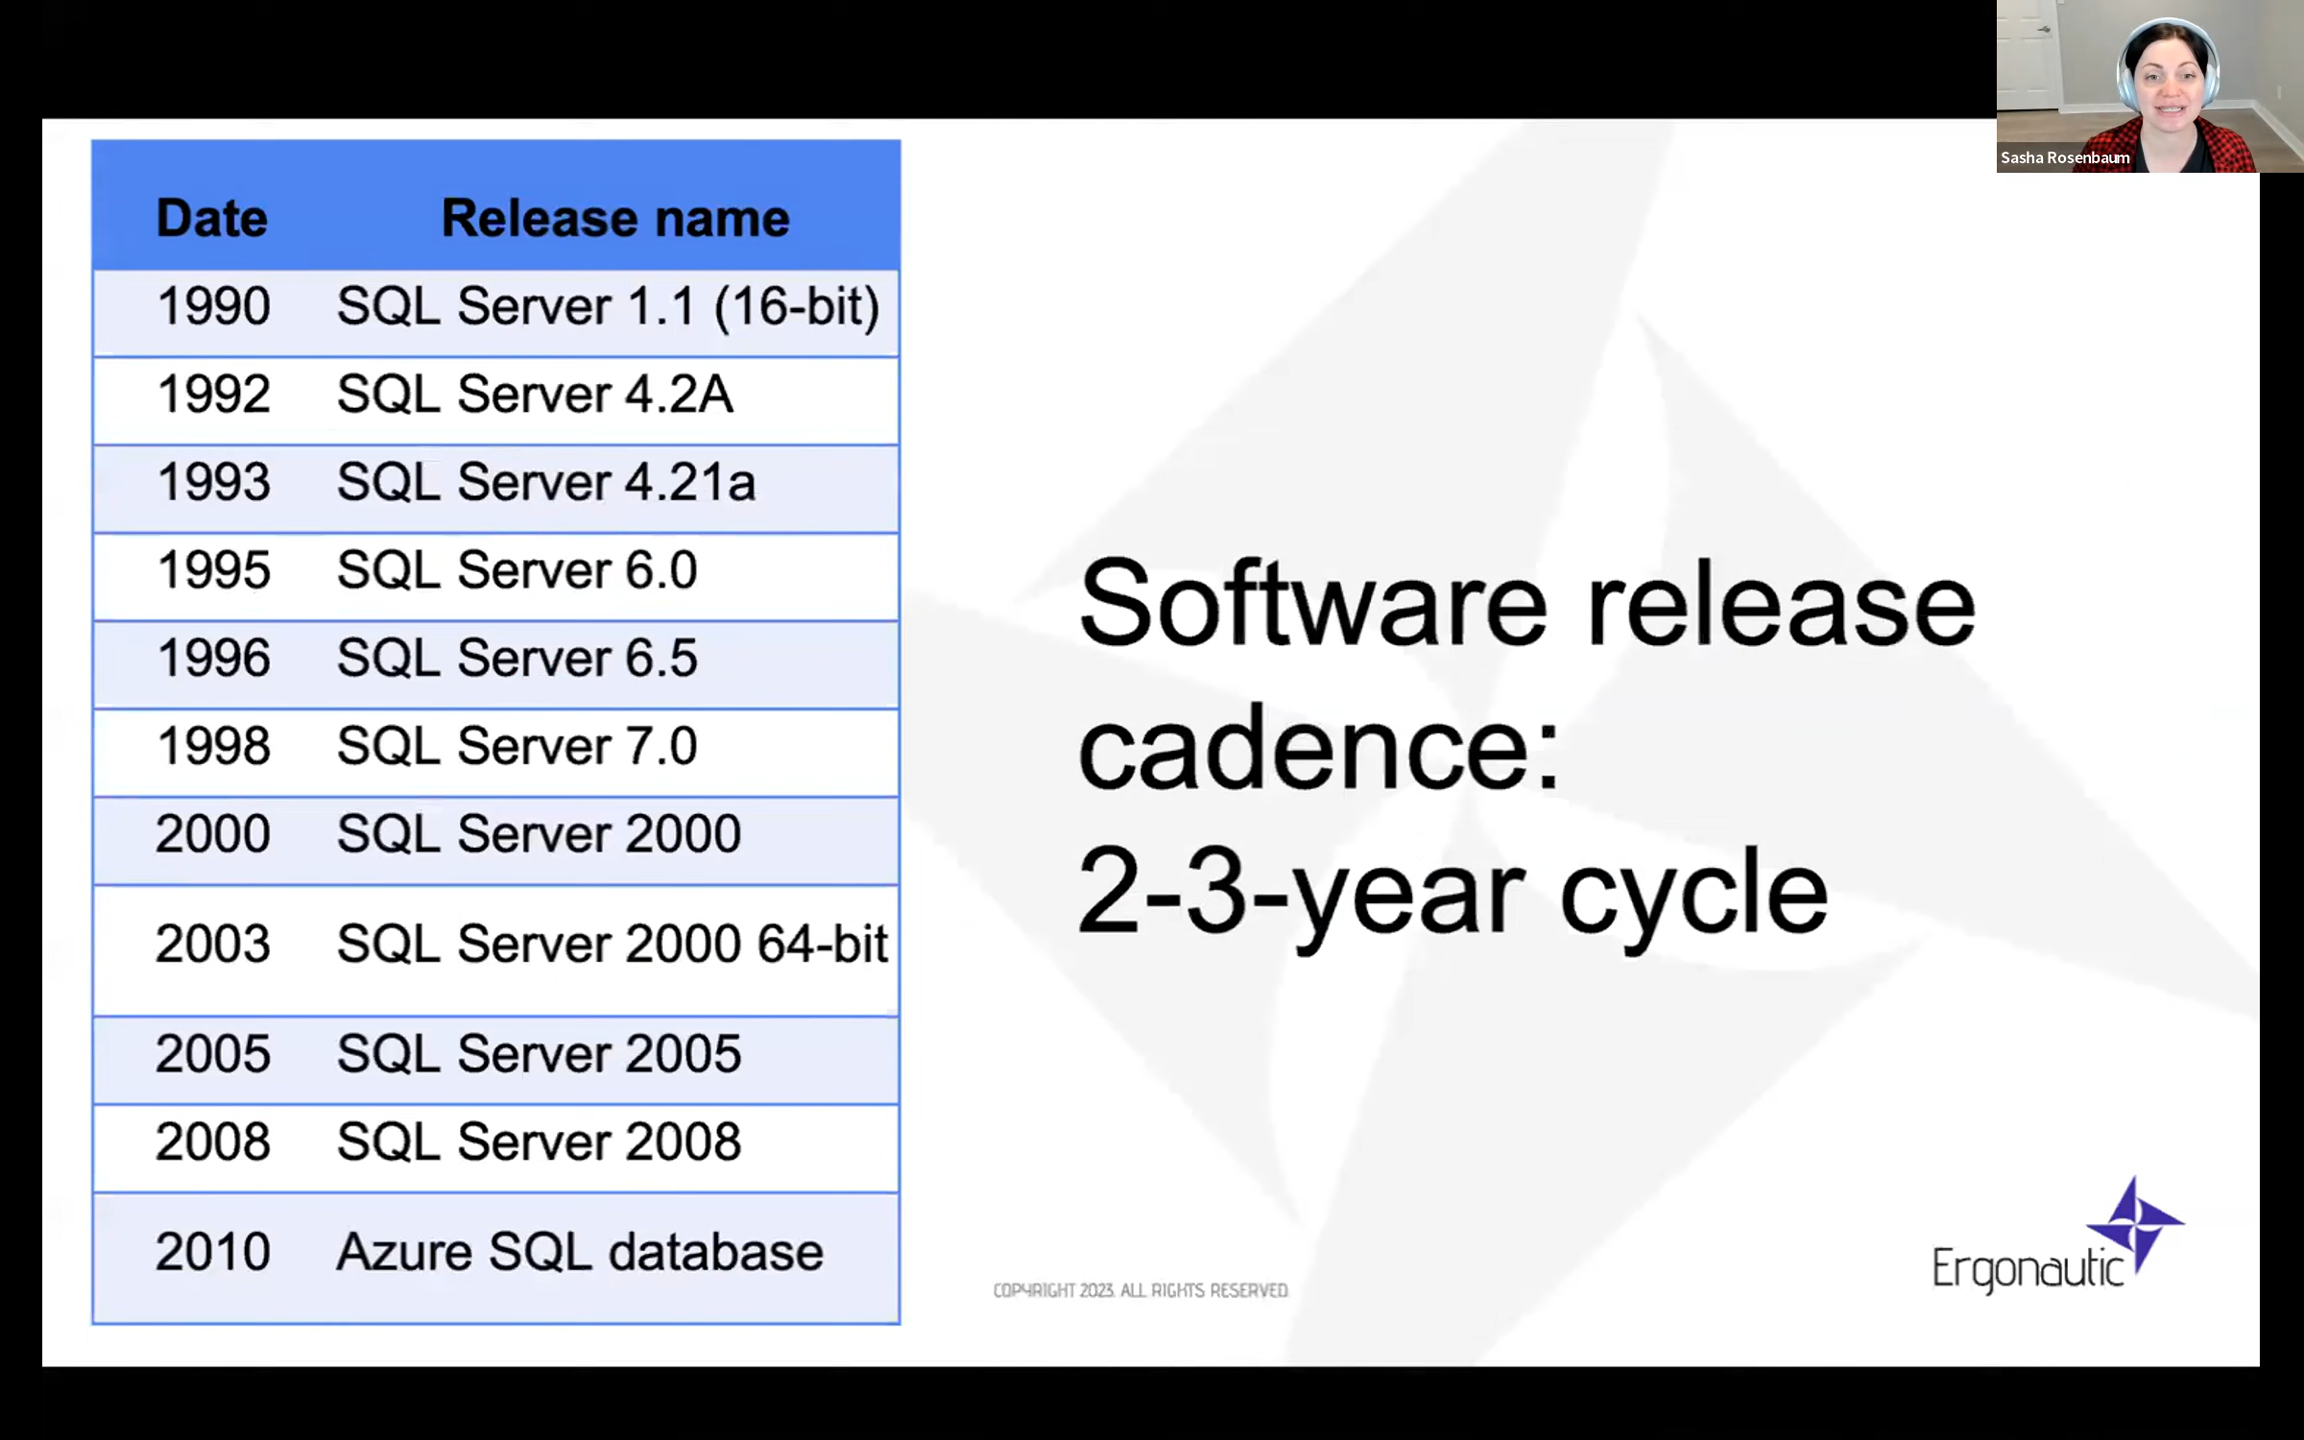 Sasha Rosenbaum
Date Release name
1990 SQL Server 1.1 (16-bit)
1992 SQL Server 4.2A
1993 SQL Server 4.21a
1995 SQL Server 6.0
1996 SQL Server 6.5
1998 SQL Server 7.0
2000 SQL Server 2000
2003 SQL Server 2000 64-bit
2005 SQL Server 2005
2008 SQL Server 2008
2010 Azure SQL database
Software release
cadence:
2-3-year cycle
COPYRIGHT 2023. ALL RIGHTS RESERVED.
Ergonautic